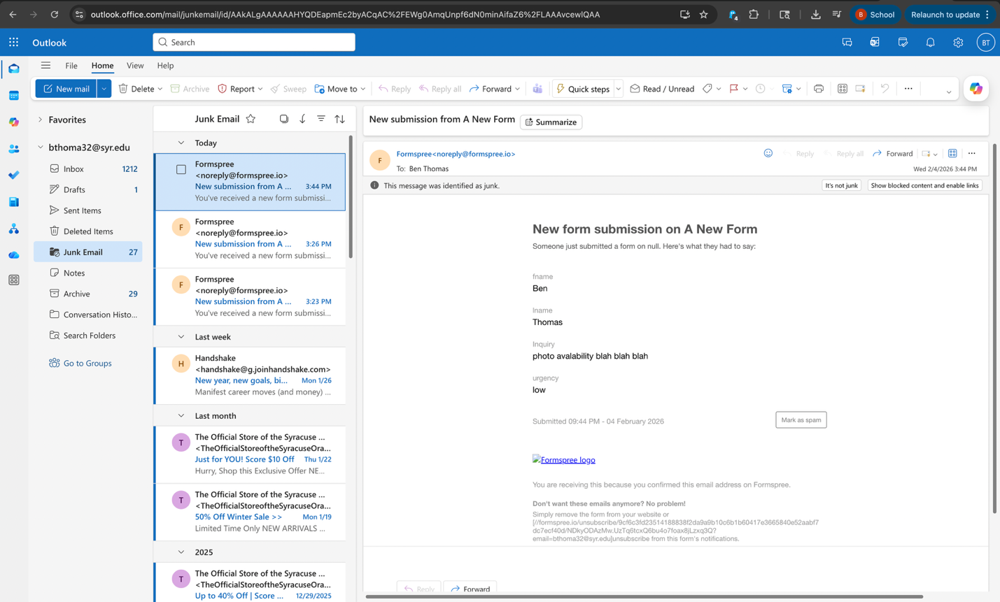 outlook.office.com/mail/junkemail/id/AAkALgAAAAAAHYQDEapmEc2byACqAC%2FEWg0AmqUnpf6dN0minAifaZ6%2FLAAAvcewIQAA
4
B School
Relaunch to update
Outlook
Search
BT
File
Home
View
Help
New mail
Delete
Archive
Report
Sweep
Move to
Reply
Reply all
Forward
Quick steps
Read / Unread
Favorites
bthoma32@syr.edu
Inbox 1212
Drafts 1
Sent Items
Deleted Items
Junk Email 27
Notes
Archive 29
Conversation Histo...
Search Folders
Go to Groups
Junk Email
Today
Formspree
<noreply@formspree.io>
New submission from A ... 3:44 PM
You've received a new form submissi...
F
Formspree
<noreply@formspree.io>
New submission from A ... 3:26 PM
You've received a new form submissi...
F
Formspree
<noreply@formspree.io>
New submission from A ... 3:23 PM
You've received a new form submissi...
Last week
H
Handshake
<handshake@g.joinhandshake.com>
New year, new goals, bi... Mon 1/26
Manifest career moves (and money) ...
Last month
T
The Official Store of the Syracuse ...
<TheOfficialStoreoftheSyracuseOra...
Just for YOU! Score $10 Off Thu 1/22
Hurry, Shop this Exclusive Offer NE...
T
The Official Store of the Syracuse ...
<TheOfficialStoreoftheSyracuseOra...
50% Off Winter Sale >> Mon 1/19
Limited Time Only NEW ARRIVALS ...
2025
T
The Official Store of the Syracuse ...
<TheOfficialStoreoftheSyracuseOra...
Up to 40% Off | Score ... 12/29/2025
New submission from A New Form
Summarize
F
Formspree<noreply@formspree.io>
To: Ben Thomas
Reply
Reply all
Forward
Wed 2/4/2026 3:44 PM
This message was identified as junk.
It's not junk
Show blocked content and enable links
New form submission on A New Form
Someone just submitted a form on null. Here's what they had to say:
fname
Ben
lname
Thomas
Inquiry
photo avalability blah blah blah
urgency
low
Submitted 09:44 PM - 04 February 2026
Mark as spam
Formspree logo
You are receiving this because you confirmed this email address on Formspree.
Don't want these emails anymore? No problem!
Simply remove the form from your website or
[//formspree.io/unsubscribe/9cf6c3fd23514188838f2da9a9b10c6b1b60417e3665840e52aabf7
dc7ecf40d/NDkyODAzMw.UzTq6tcxQ6bu4o7foax8jLzxq3Q?
email=bthoma32@syr.edu]unsubscribe from this form's notifications.
Reply
Forward